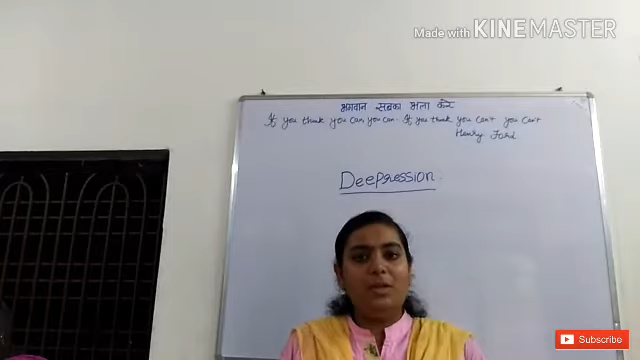 Made with KINEMASTER
भगवान सबका भला करे
If you think you can you can. If you think you can't you can't
Henry Ford
Deepression
Subscribe